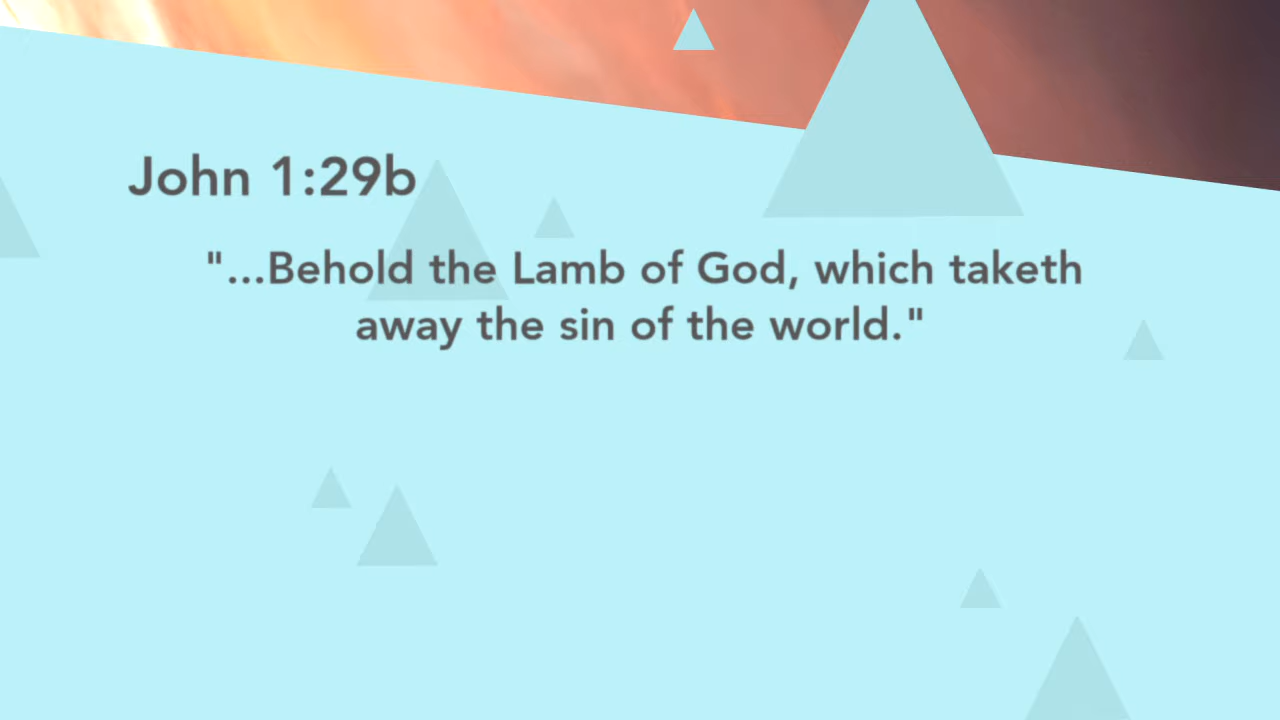 John 1:29b
"...Behold the Lamb of God, which taketh
away the sin of the world."